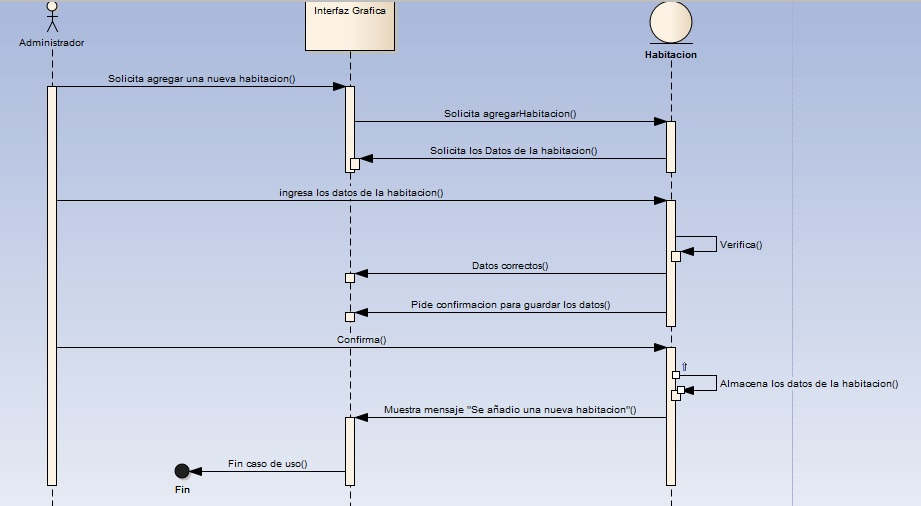 Interfaz Grafica
Administrador
Habitacion
Solicita agregar una nueva habitacion()
Solicita agregarHabitacion()
Solicita los Datos de la habitacion()
ingresa los datos de la habitacion()
Verifica()
Datos correctos()
Pide confirmacion para guardar los datos()
Confirma()
Almacena los datos de la habitacion()
Muestra mensaje "Se añadio una nueva habitacion"()
Fin caso de uso()
Fin